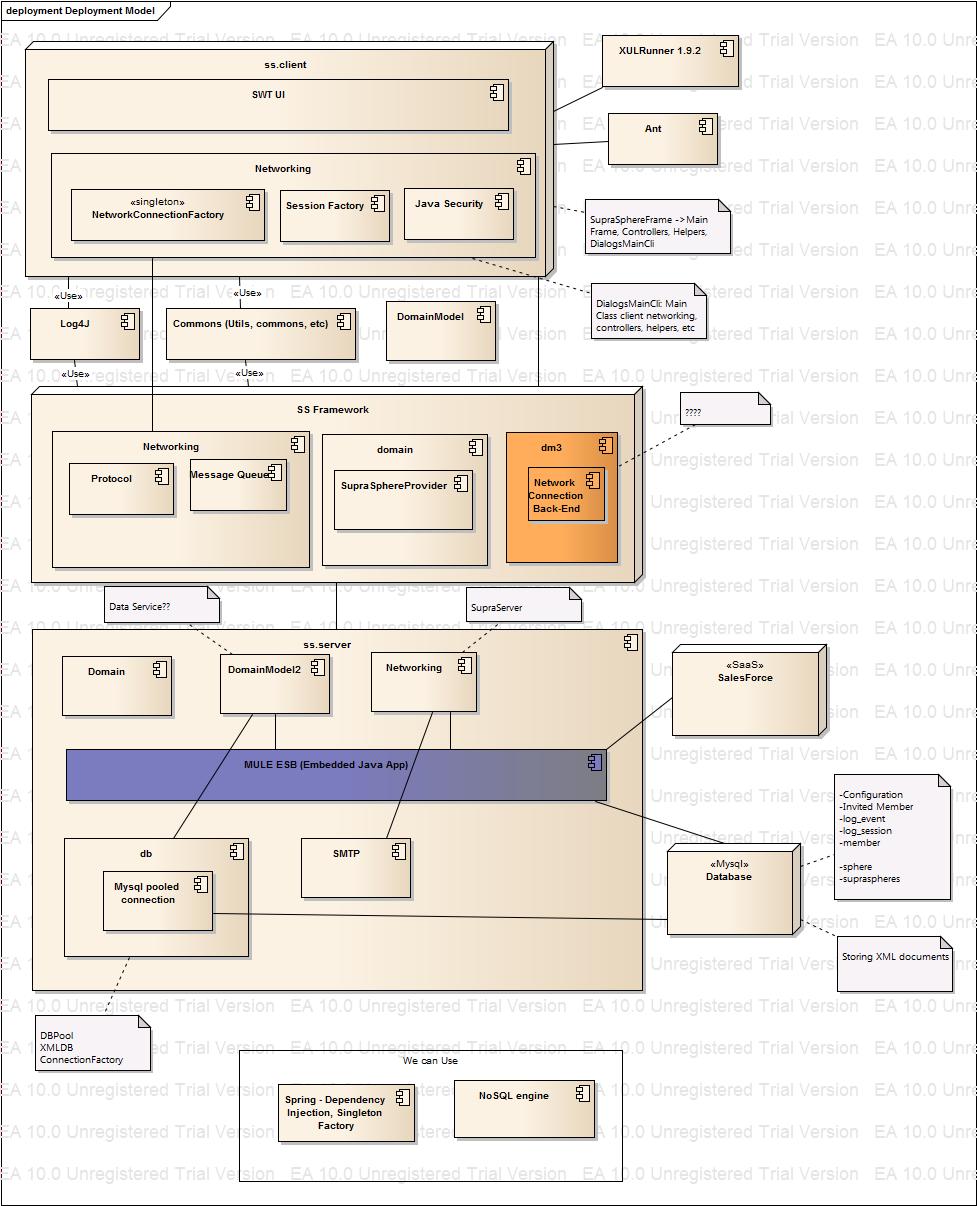 deployment Deployment Model
ss.client
SWT UI
Networking
«singleton»
NetworkConnectionFactory
Session Factory
Java Security
XULRunner 1.9.2
Ant
SupraSphereFrame ->Main
Frame, Controllers, Helpers,
DialogsMainCli
DialogsMainCli: Main
Class client networking,
controllers, helpers, etc
«Use»
«Use»
Log4J
Commons (Utils, commons, etc)
DomainModel
«Use»
«Use»
SS Framework
Networking
Protocol
Message Queue
domain
SupraSphereProvider
dm3
Network
Connection
Back-End
????
Data Service??
SupraServer
ss.server
Domain
DomainModel2
Networking
MULE ESB (Embedded Java App)
«SaaS»
SalesForce
db
Mysql pooled
connection
SMTP
«Mysql»
Database
-Configuration
-Invited Member
-log_event
-log_session
-member
-sphere
-supraspheres
Storing XML documents
DBPool
XMLDB
ConnectionFactory
We can Use
Spring - Dependency
Injection, Singleton
Factory
NoSQL engine
EA 10.0 Unregistered Trial Version